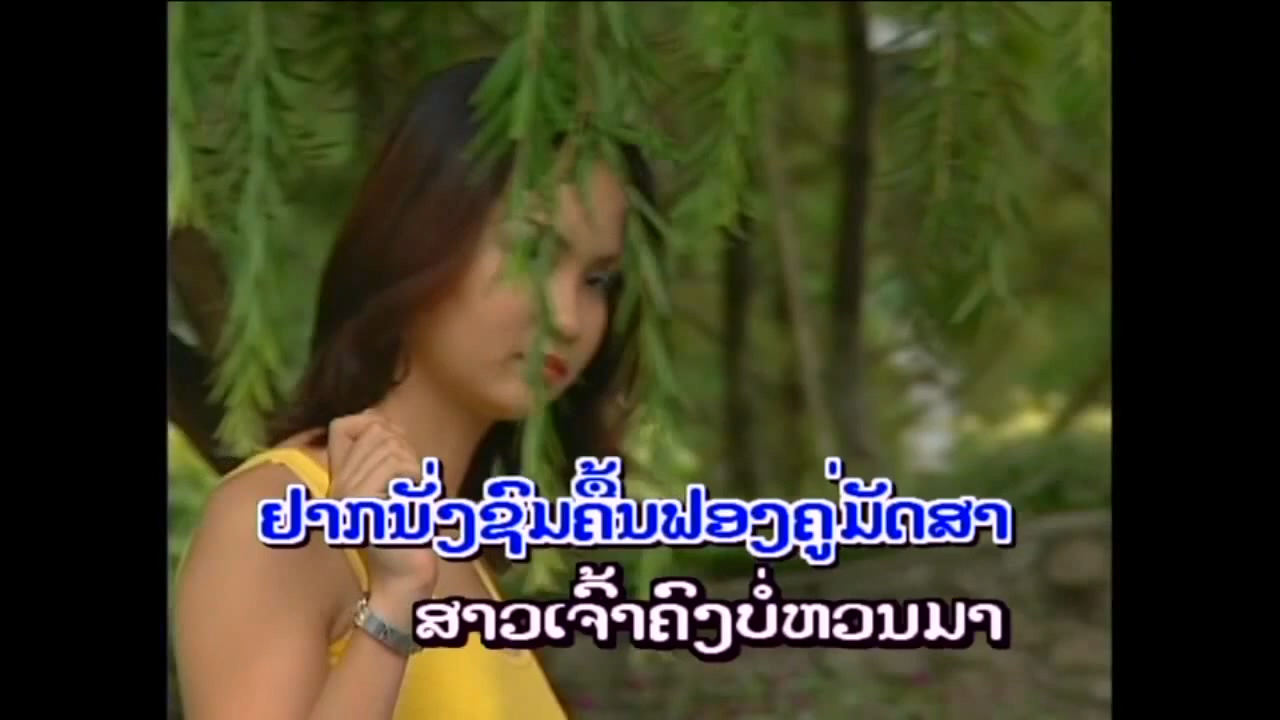 ຢາກນັ່ງຊົມຄື້ນຟອງຄູ່ມັດສາ
ສາວເຈົ້າຄົງບໍ່ຫວນມາ